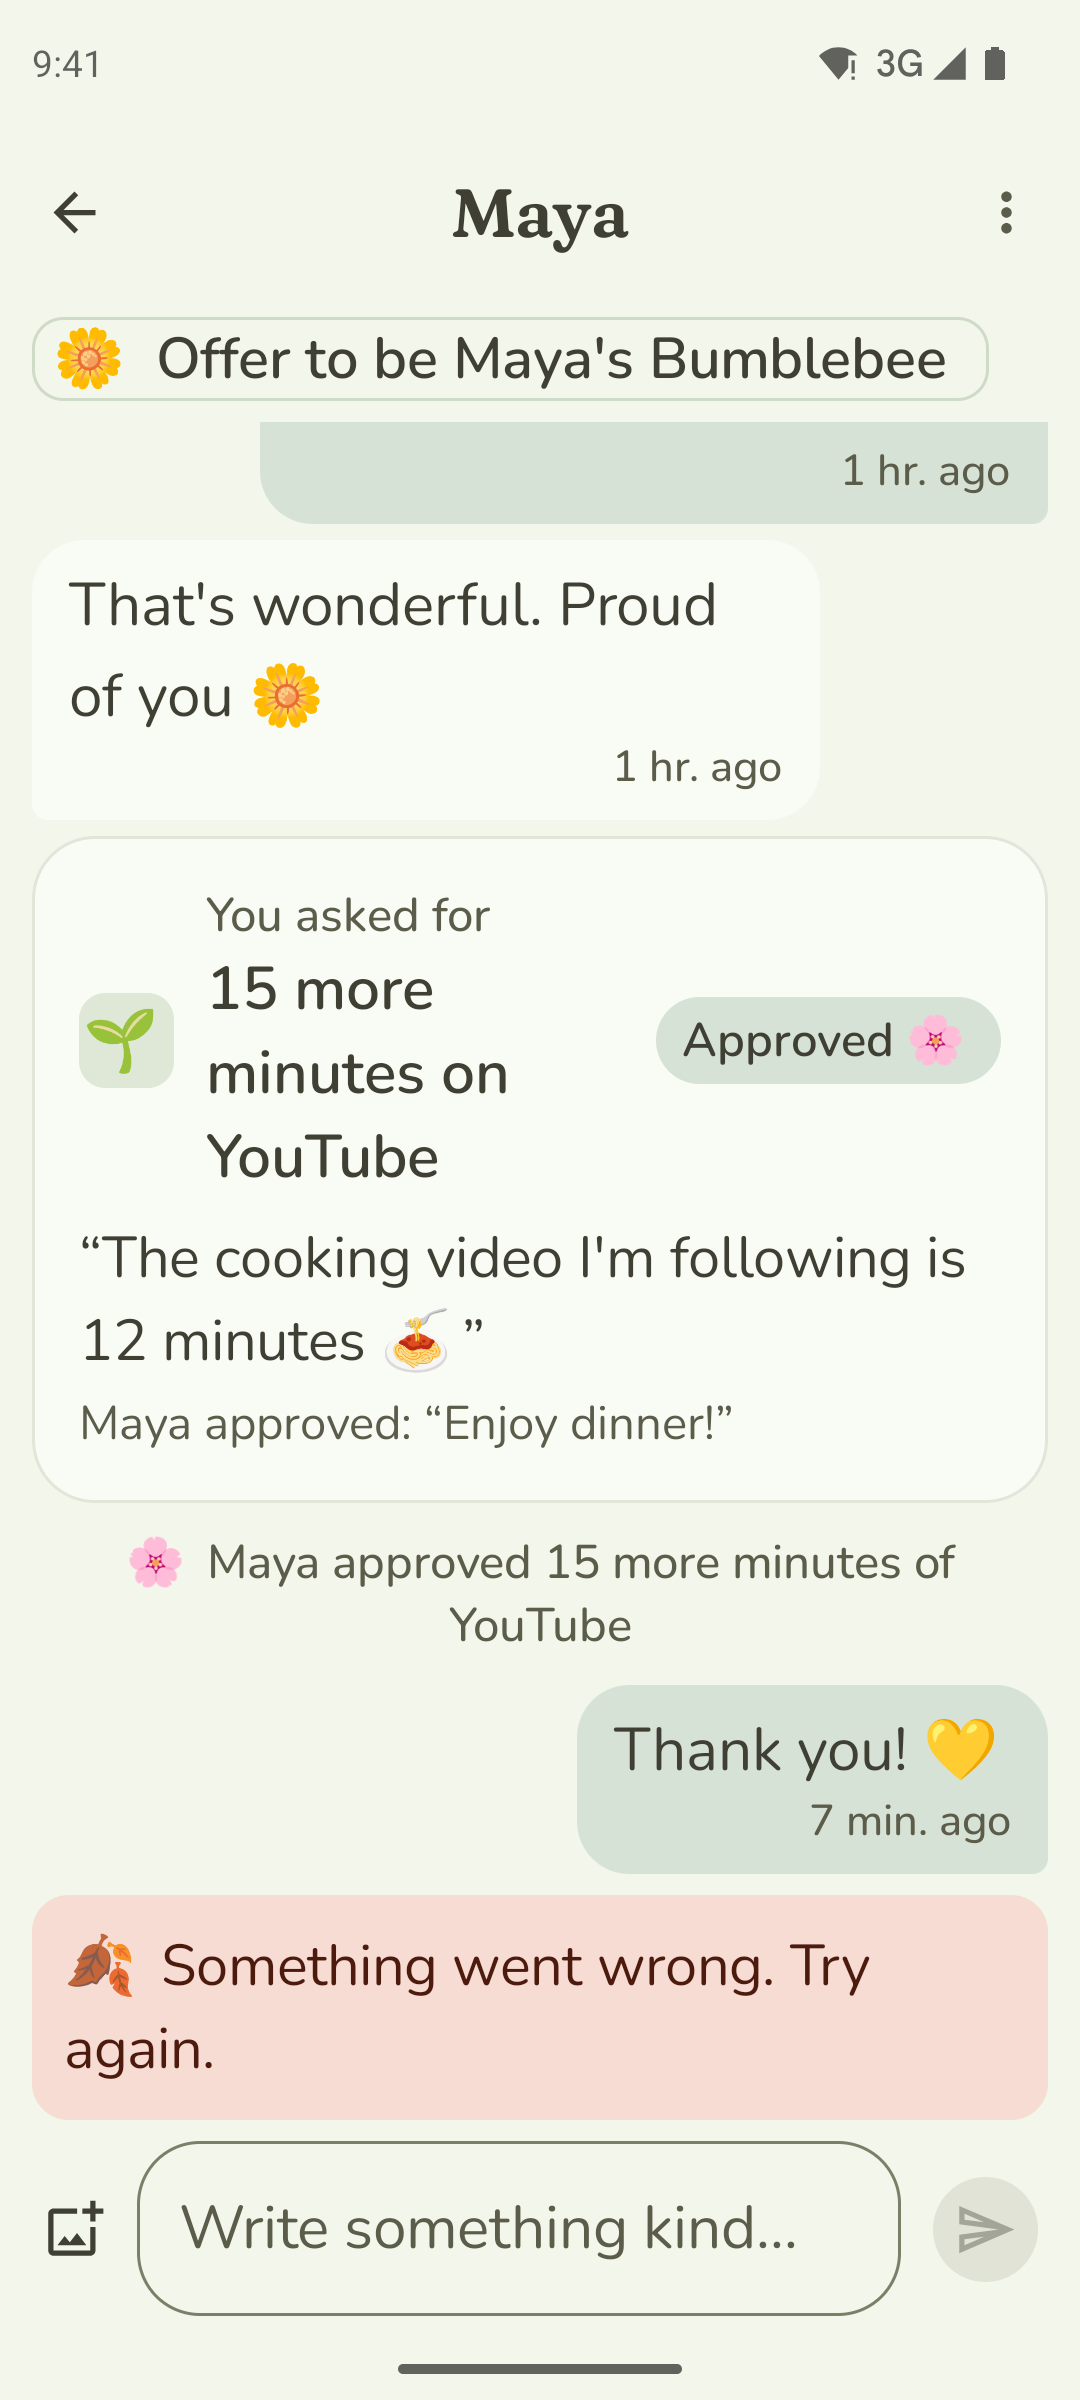 9:41
3G
Maya
🌼 Offer to be Maya's Bumblebee
1 hr. ago
That's wonderful. Proud
of you 🌼
1 hr. ago
You asked for
15 more
minutes on
YouTube
Approved 🌸
“The cooking video I'm following is
12 minutes 🍝 ”
Maya approved: “Enjoy dinner!”
🌸 Maya approved 15 more minutes of
YouTube
Thank you! 💛
7 min. ago
🍂 Something went wrong. Try
again.
Write something kind...